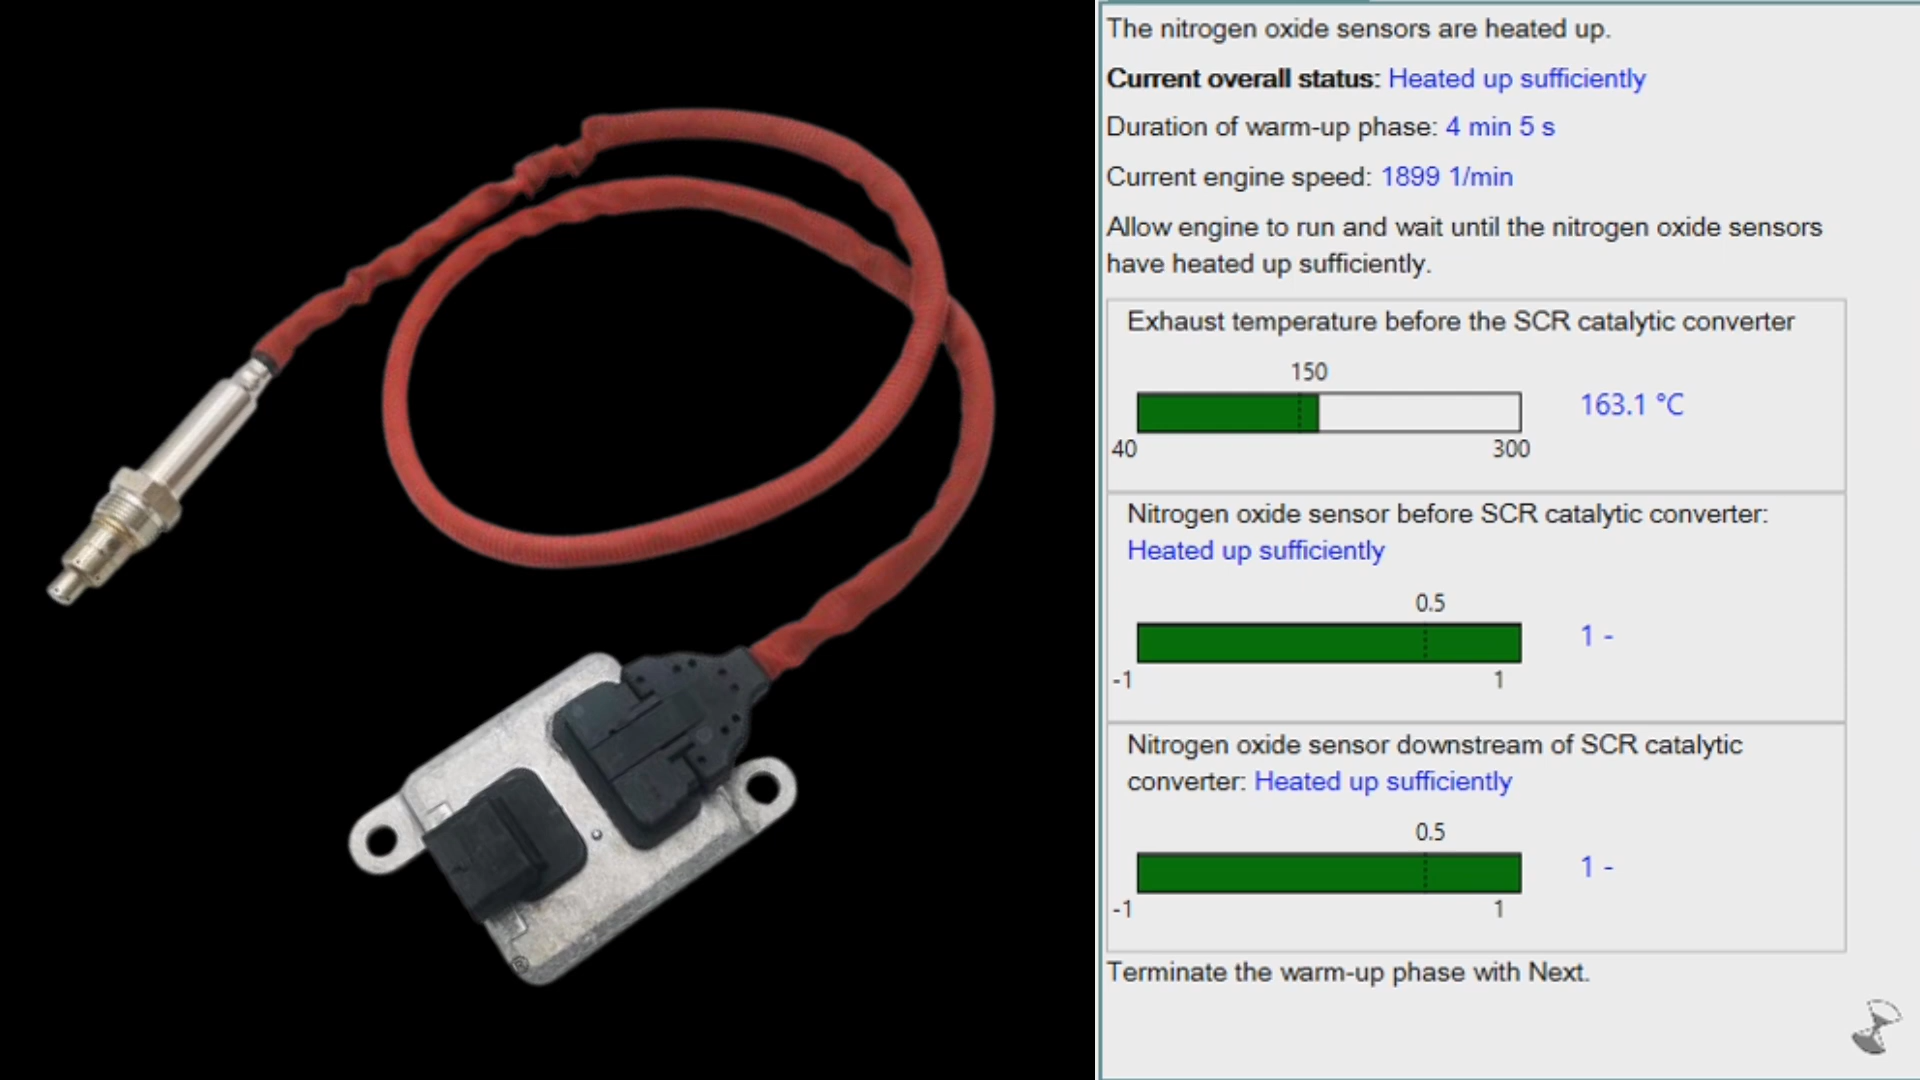 The nitrogen oxide sensors are heated up.
Current overall status: Heated up sufficiently
Duration of warm-up phase: 4 min 5 s
Current engine speed: 1899 1/min
Allow engine to run and wait until the nitrogen oxide sensors
have heated up sufficiently.
Exhaust temperature before the SCR catalytic converter
150
163.1 °C
40 300
Nitrogen oxide sensor before SCR catalytic converter:
Heated up sufficiently
0.5
1 -
-1 1
Nitrogen oxide sensor downstream of SCR catalytic
converter: Heated up sufficiently
0.5
1 -
-1 1
Terminate the warm-up phase with Next.